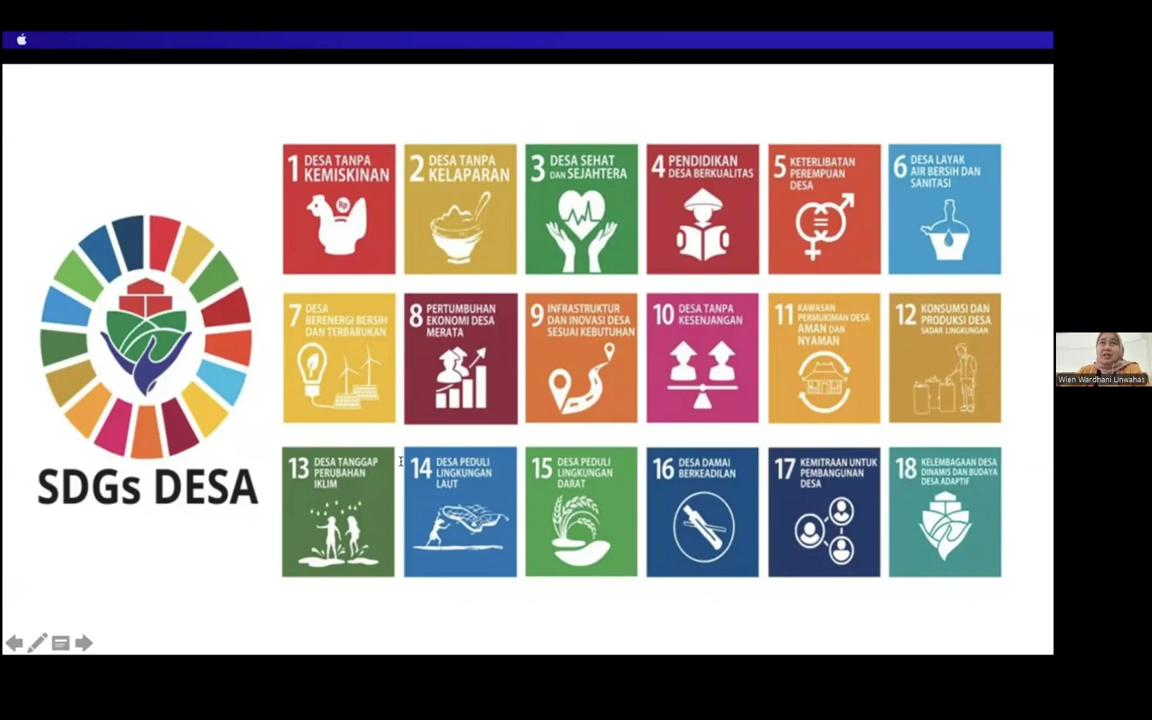 1 DESA TANPA
KEMISKINAN
Rp
2 DESA TANPA
KELAPARAN
3 DESA SEHAT
DAN SEJAHTERA
4 PENDIDIKAN
DESA BERKUALITAS
5 KETERLIBATAN
PEREMPUAN
DESA
6 DESA LAYAK
AIR BERSIH DAN
SANITASI
7 DESA
BERENERGI BERSIH
DAN TERBARUKAN
8 PERTUMBUHAN
EKONOMI DESA
MERATA
9 INFRASTRUKTUR
DAN INOVASI DESA
SESUAI KEBUTUHAN
10 DESA TANPA
KESENJANGAN
11 KAWASAN
PERMUKIMAN DESA
AMAN DAN
NYAMAN
12 KONSUMSI DAN
PRODUKSI DESA
SADAR LINGKUNGAN
13 DESA TANGGAP
PERUBAHAN
IKLIM
14 DESA PEDULI
LINGKUNGAN
LAUT
15 DESA PEDULI
LINGKUNGAN
DARAT
16 DESA DAMAI
BERKEADILAN
17 KEMITRAAN UNTUK
PEMBANGUNAN
DESA
18 KELEMBAGAAN DESA
DINAMIS DAN BUDAYA
DESA ADAPTIF
SDGs DESA
Wien Wardhani Unwahas